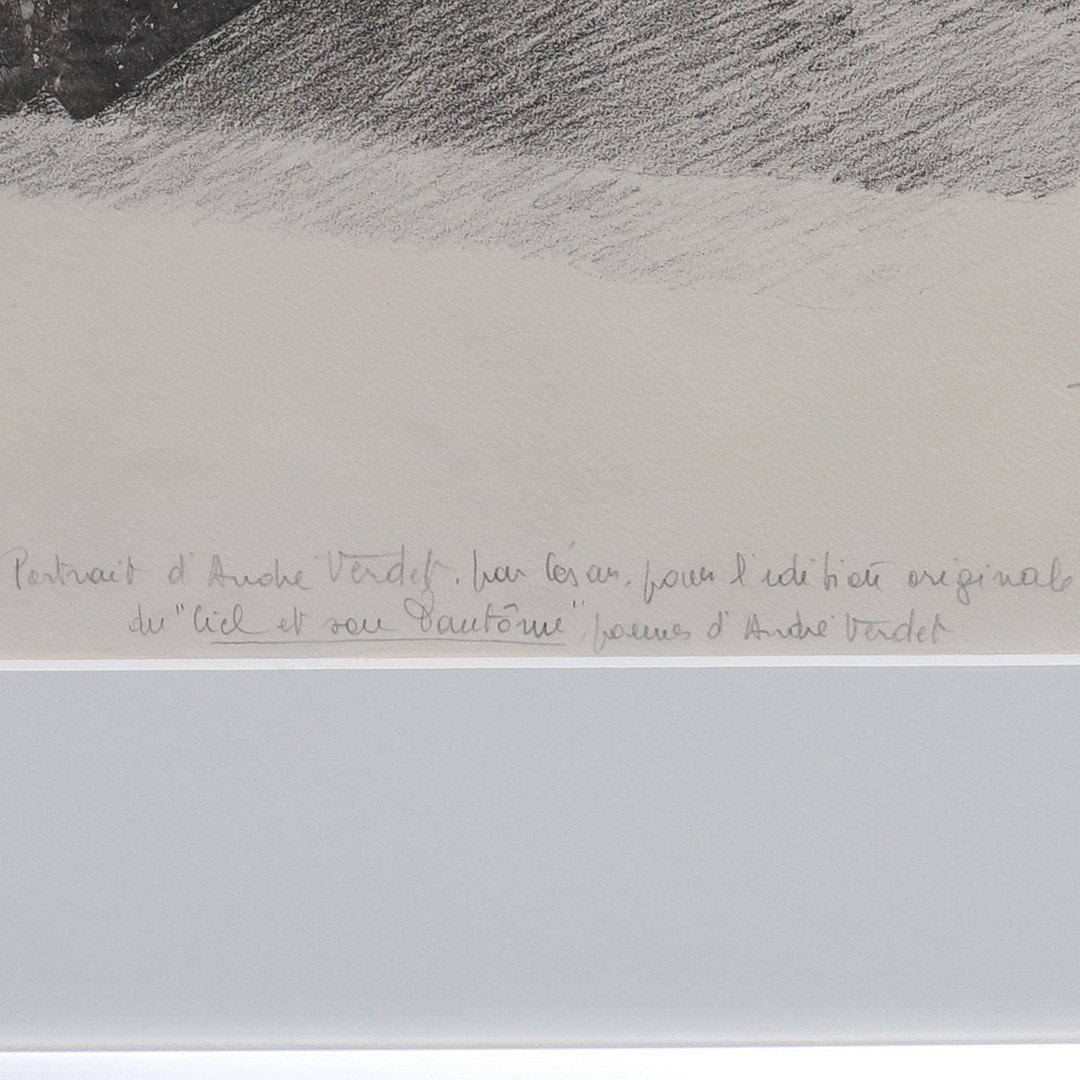 Portrait d'André Verdet, par César, pour l'édition originale
du "Ciel et son Fantôme", poèmes d'André Verdet